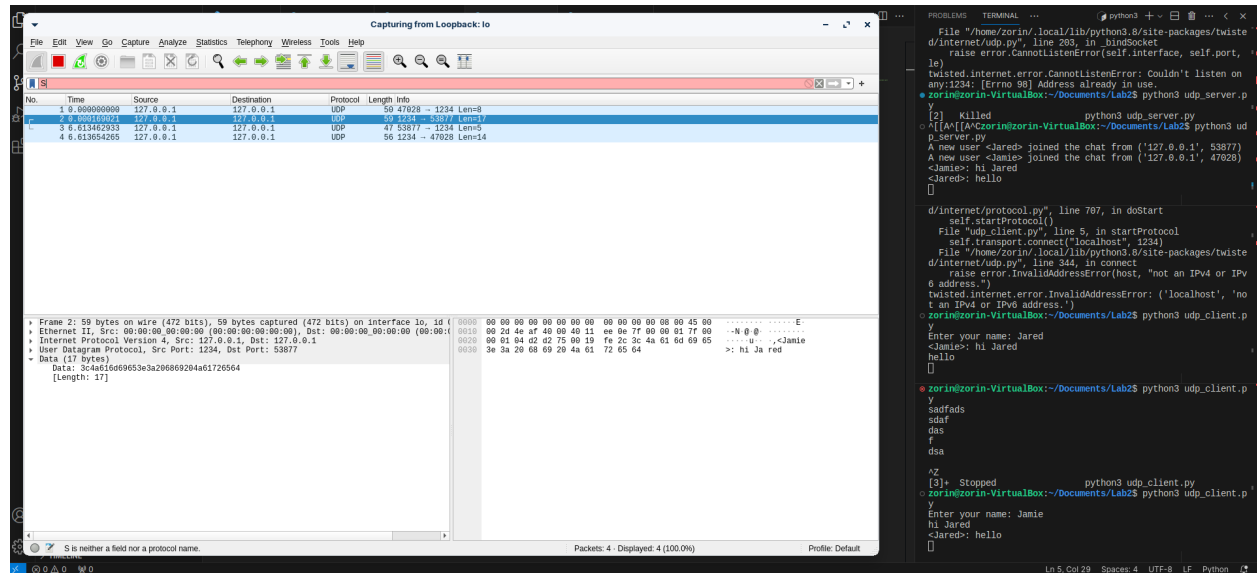 Capturing from Loopback: lo
File Edit View Go Capture Analyze Statistics Telephony Wireless Tools Help
S
No. Time Source Destination Protocol Length Info
1 0.000000000 127.0.0.1 127.0.0.1 UDP 50 47028 → 1234 Len=8
2 0.000169021 127.0.0.1 127.0.0.1 UDP 59 1234 → 53877 Len=17
3 6.613462933 127.0.0.1 127.0.0.1 UDP 47 53877 → 1234 Len=5
4 6.613654265 127.0.0.1 127.0.0.1 UDP 56 1234 → 47028 Len=14
Frame 2: 59 bytes on wire (472 bits), 59 bytes captured (472 bits) on interface lo, id (
Ethernet II, Src: 00:00:00_00:00:00 (00:00:00:00:00:00), Dst: 00:00:00_00:00:00 (00:00:
Internet Protocol Version 4, Src: 127.0.0.1, Dst: 127.0.0.1
User Datagram Protocol, Src Port: 1234, Dst Port: 53877
Data (17 bytes)
Data: 3c4a616d69653e3a206869204a61726564
[Length: 17]
0000 00 00 00 00 00 00 00 00 00 00 00 00 08 00 45 00 ········ ······E·
0010 00 2d 4e af 40 00 40 11 ee 0e 7f 00 00 01 7f 00 ·-N·@·@· ········
0020 00 01 04 d2 d2 75 00 19 fe 2c 3c 4a 61 6d 69 65 ·····u·· ·,<Jamie
0030 3e 3a 20 68 69 20 4a 61 72 65 64 >: hi Ja red
S is neither a field nor a protocol name.
Packets: 4 · Displayed: 4 (100.0%)
Profile: Default
TIMELINE
0 0 0
PROBLEMS TERMINAL ··· python3
File "/home/zorin/.local/lib/python3.8/site-packages/twiste
d/internet/udp.py", line 203, in _bindSocket
raise error.CannotListenError(self.interface, self.port,
le)
twisted.internet.error.CannotListenError: Couldn't listen on
any:1234: [Errno 98] Address already in use.
zorin@zorin-VirtualBox:~/Documents/Lab2$ python3 udp_server.p
y
[2] Killed python3 udp_server.py
^[[A^[[A^Czorin@zorin-VirtualBox:~/Documents/Lab2$ python3 ud
p_server.py
A new user <Jared> joined the chat from ('127.0.0.1', 53877)
A new user <Jamie> joined the chat from ('127.0.0.1', 47028)
<Jamie>: hi Jared
<Jared>: hello
d/internet/protocol.py", line 707, in doStart
self.startProtocol()
File "udp_client.py", line 5, in startProtocol
self.transport.connect("localhost", 1234)
File "/home/zorin/.local/lib/python3.8/site-packages/twiste
d/internet/udp.py", line 344, in connect
raise error.InvalidAddressError(host, "not an IPv4 or IPv
6 address.")
twisted.internet.error.InvalidAddressError: ('localhost', 'no
t an IPv4 or IPv6 address.')
zorin@zorin-VirtualBox:~/Documents/Lab2$ python3 udp_client.p
y
Enter your name: Jared
<Jamie>: hi Jared
hello
zorin@zorin-VirtualBox:~/Documents/Lab2$ python3 udp_client.p
y
sadfads
sdaf
das
f
dsa
^Z
[3]+ Stopped python3 udp_client.py
zorin@zorin-VirtualBox:~/Documents/Lab2$ python3 udp_client.p
y
Enter your name: Jamie
hi Jared
<Jared>: hello
Ln 5, Col 29 Spaces: 4 UTF-8 LF Python